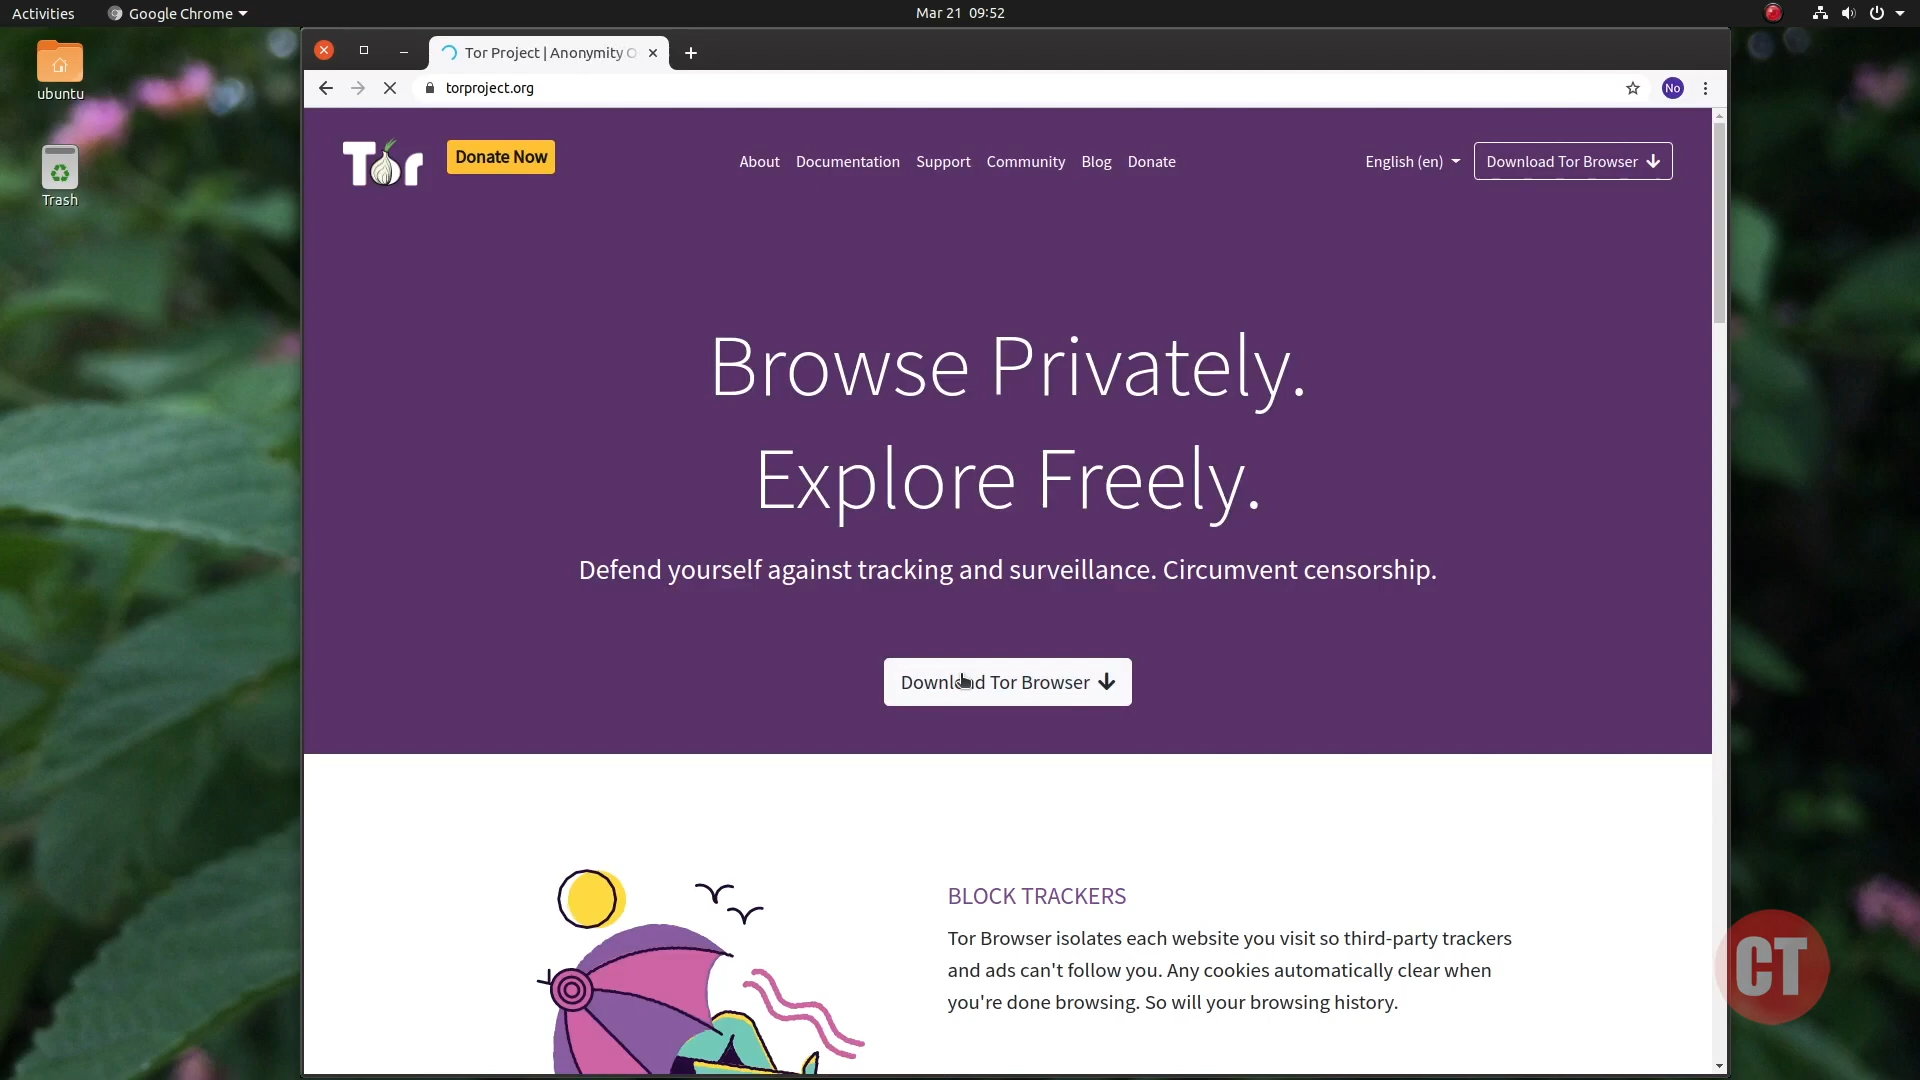 Activities
Google Chrome
Mar 21 09:52
ubuntu
Trash
Tor Project | Anonymity O
torproject.org
No
Tor
Donate Now
About
Documentation
Support
Community
Blog
Donate
English (en)
Download Tor Browser
Browse Privately.
Explore Freely.
Defend yourself against tracking and surveillance. Circumvent censorship.
Download Tor Browser
BLOCK TRACKERS
Tor Browser isolates each website you visit so third-party trackers
and ads can't follow you. Any cookies automatically clear when
you're done browsing. So will your browsing history.
CT